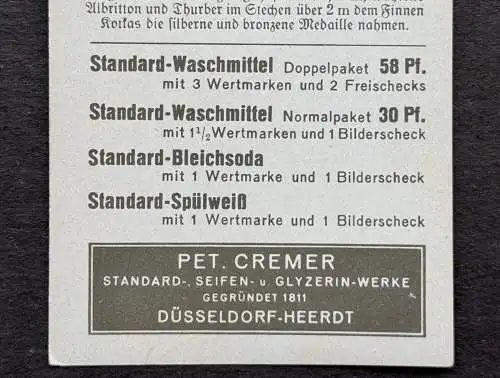 Albritton und Thurber im Stechen über 2 m dem Finnen
Kotkas die silberne und bronzene Medaille nahmen.
Standard-Waschmittel Doppelpaket 58 Pf.
mit 3 Wertmarken und 2 Freischecks
Standard-Waschmittel Normalpaket 30 Pf.
mit 1½ Wertmarken und 1 Bilderscheck
Standard-Bleichsoda
mit 1 Wertmarke und 1 Bilderscheck
Standard-Spülweiß
mit 1 Wertmarke und 1 Bilderscheck
PET. CREMER
STANDARD-, SEIFEN- u. GLYZERIN-WERKE
GEGRÜNDET 1811
DÜSSELDORF-HEERDT